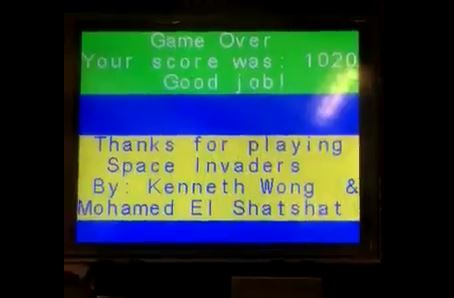 Game Over
Your score was: 1020
Good job!
Thanks for playing
Space Invaders
By: Kenneth Wong &
Mohamed El Shatshat